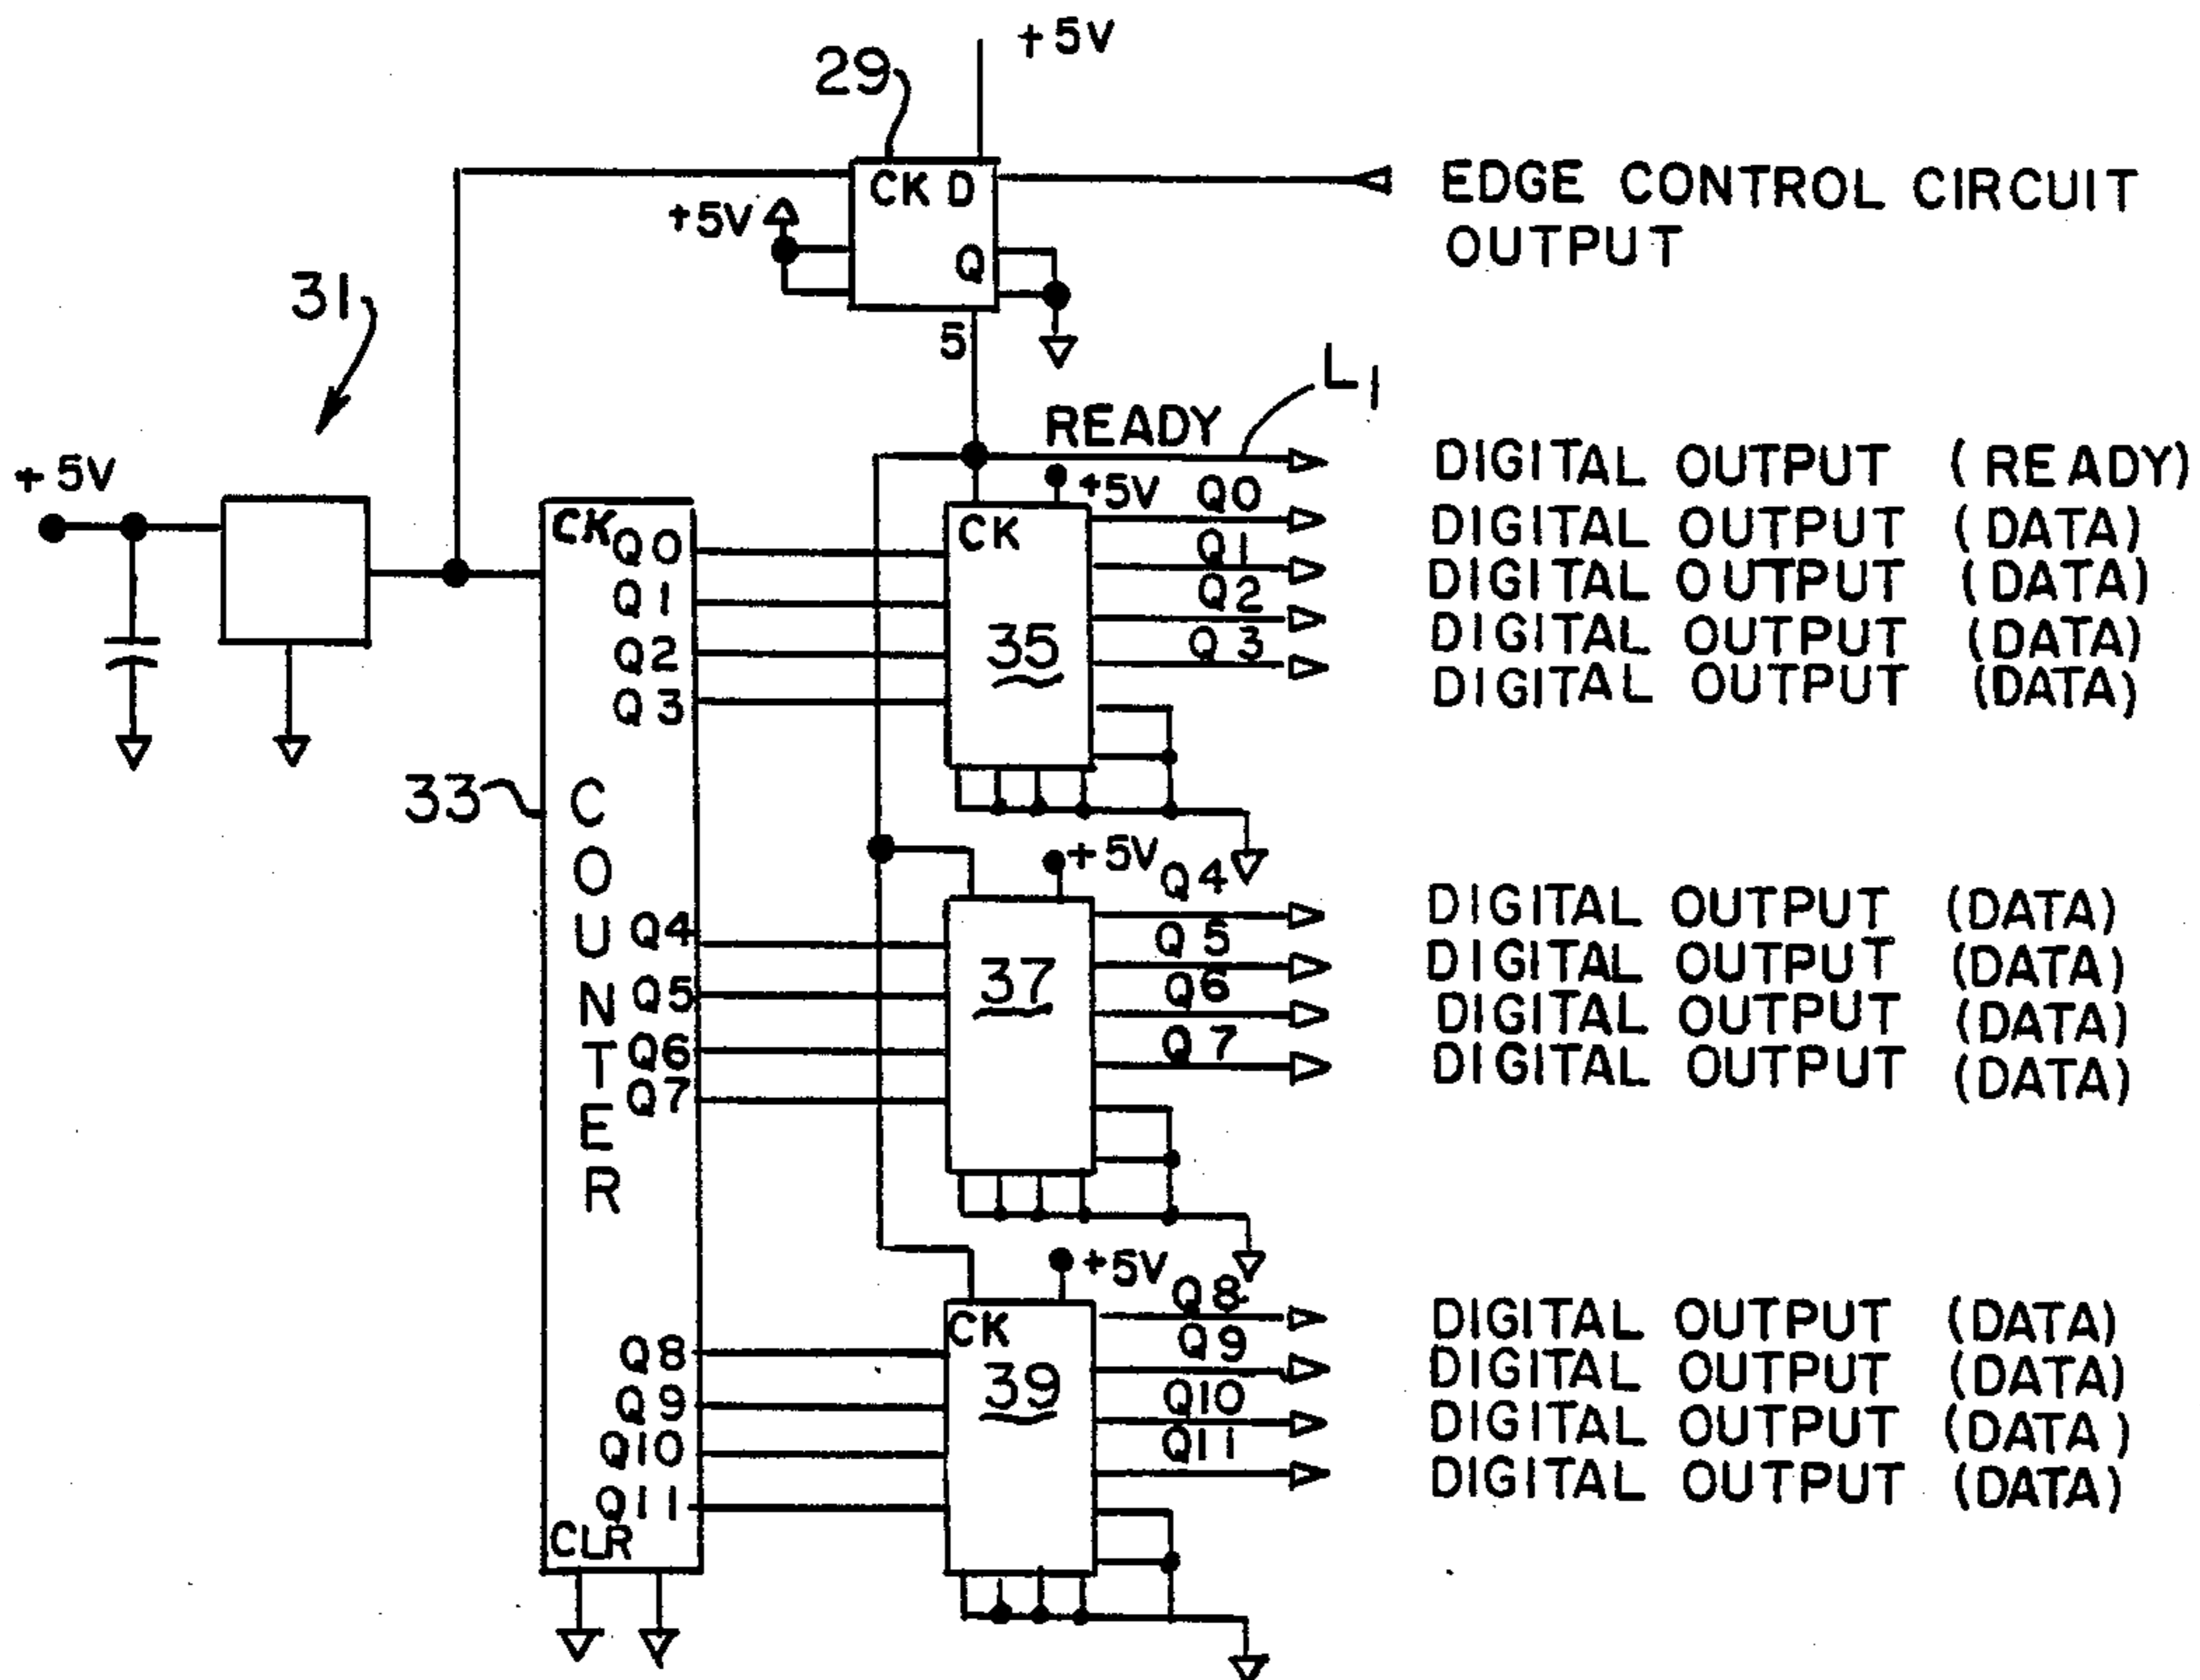 +5V
29
CK D
EDGE CONTROL CIRCUIT
OUTPUT
+5V
Q
31
5
L1
READY
DIGITAL OUTPUT (READY)
+5V
+5V
Q0
DIGITAL OUTPUT (DATA)
CK
Q0
CK
Q1
DIGITAL OUTPUT (DATA)
Q1
Q2
DIGITAL OUTPUT (DATA)
Q2
35
Q3
DIGITAL OUTPUT (DATA)
Q3
33
COUNTER
+5V
Q4
DIGITAL OUTPUT (DATA)
Q4
Q5
DIGITAL OUTPUT (DATA)
Q5
37
Q6
DIGITAL OUTPUT (DATA)
Q6
Q7
DIGITAL OUTPUT (DATA)
Q7
+5V
Q8
DIGITAL OUTPUT (DATA)
Q8
CK
Q9
DIGITAL OUTPUT (DATA)
Q9
39
Q10
DIGITAL OUTPUT (DATA)
Q10
Q11
DIGITAL OUTPUT (DATA)
Q11
CLR